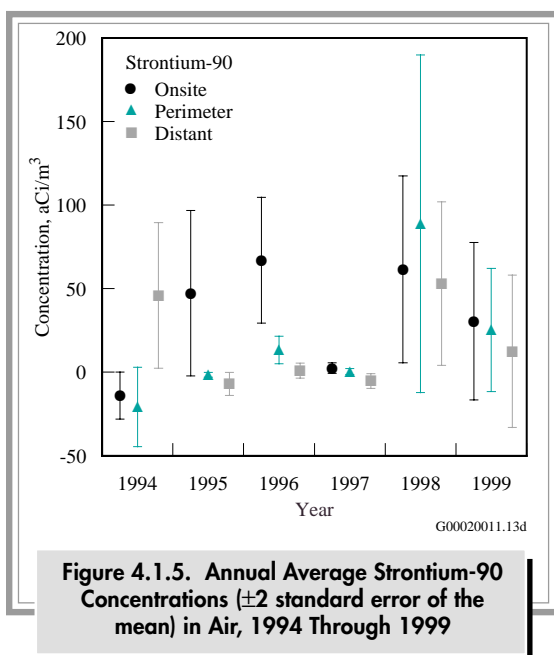 200
150
100
50
0
-50
Concentration, aCi/m³
Strontium-90
Onsite
Perimeter
Distant
1994 1995 1996 1997 1998 1999
Year
G00020011.13d
Figure 4.1.5. Annual Average Strontium-90
Concentrations (±2 standard error of the
mean) in Air, 1994 Through 1999